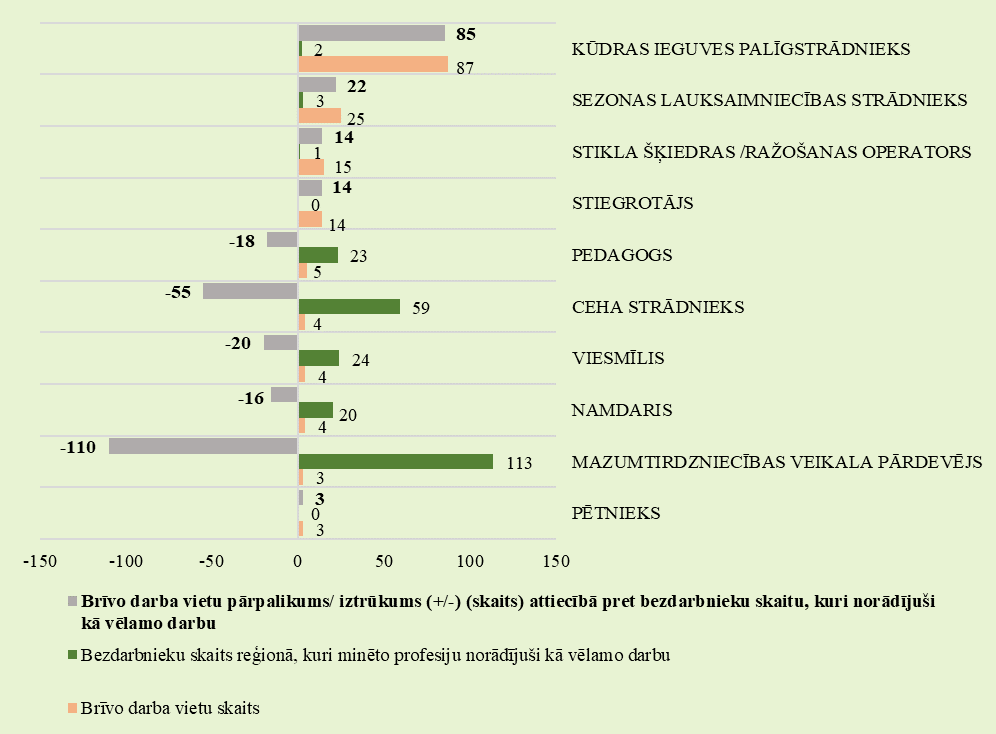 85
2
87
KŪDRAS IEGUVES PALĪGSTRĀDNIEKS
22
3
25
SEZONAS LAUKSAIMNIECĪBAS STRĀDNIEKS
14
1
15
STIKLA ŠĶIEDRAS /RAŽOŠANAS OPERATORS
14
0
14
STIEGROTĀJS
-18
23
5
PEDAGOGS
-55
59
4
CEHA STRĀDNIEKS
-20
24
4
VIESMĪLIS
-16
20
4
NAMDARIS
-110
113
3
MAZUMTIRDZNIECĪBAS VEIKALA PĀRDEVĒJS
3
0
3
PĒTNIEKS
-150 -100 -50 0 50 100 150
Brīvo darba vietu pārpalikums/ iztrūkums (+/-) (skaits) attiecībā pret bezdarbnieku skaitu, kuri norādījuši
kā vēlamo darbu
Bezdarbnieku skaits reģionā, kuri minēto profesiju norādījuši kā vēlamo darbu
Brīvo darba vietu skaits